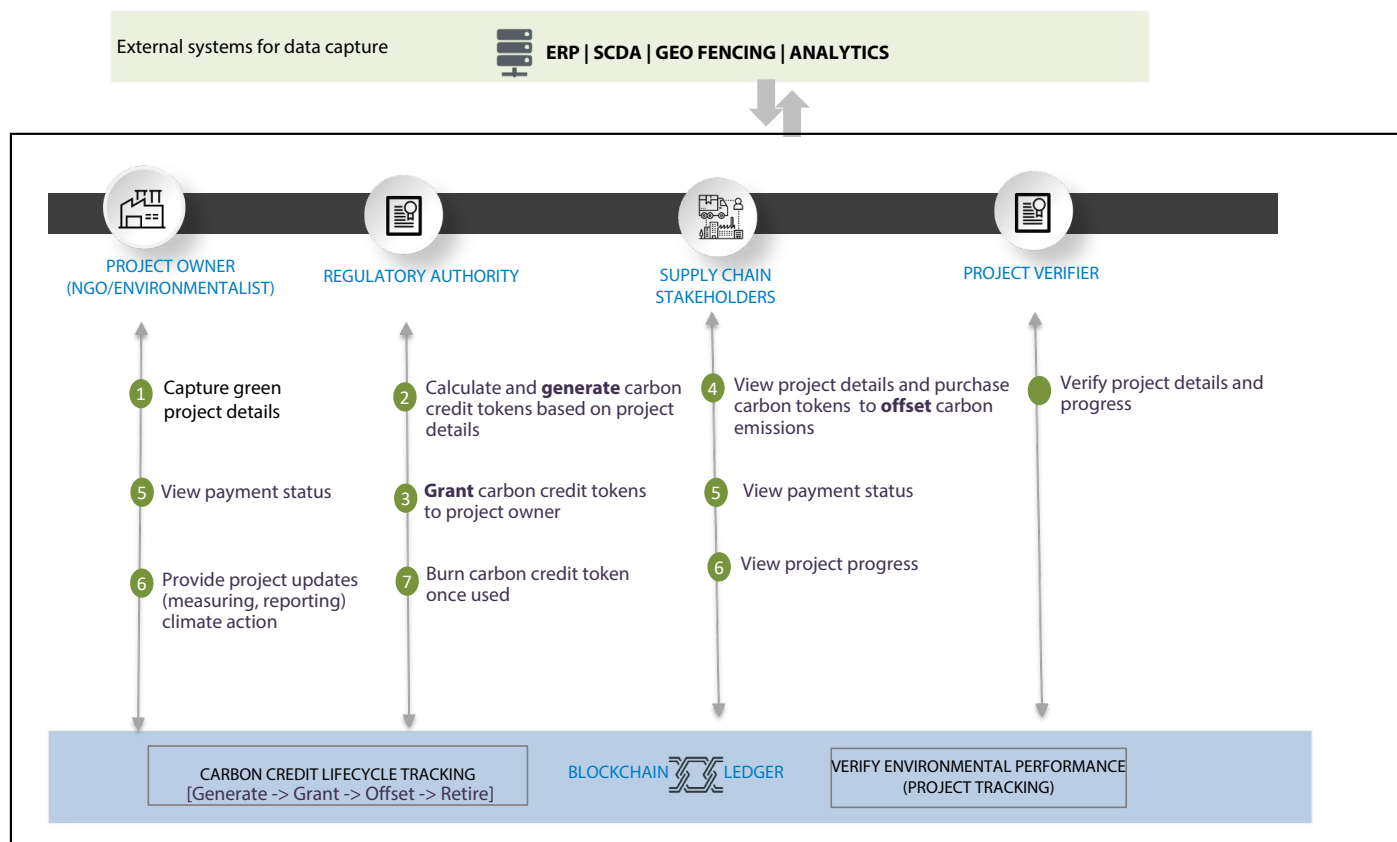 External systems for data capture
ERP | SCDA | GEO FENCING | ANALYTICS
PROJECT OWNER
(NGO/ENVIRONMENTALIST)
REGULATORY AUTHORITY
SUPPLY CHAIN
STAKEHOLDERS
PROJECT VERIFIER
1
Capture green
project details
5
View payment status
6
Provide project updates
(measuring, reporting)
climate action
2
Calculate and generate carbon
credit tokens based on project
details
3
Grant carbon credit tokens
to project owner
7
Burn carbon credit token
once used
4
View project details and purchase
carbon tokens to offset carbon
emissions
5
View payment status
6
View project progress
Verify project details and
progress
CARBON CREDIT LIFECYCLE TRACKING
[Generate -> Grant -> Offset -> Retire]
BLOCKCHAIN LEDGER
VERIFY ENVIRONMENTAL PERFORMANCE
(PROJECT TRACKING)